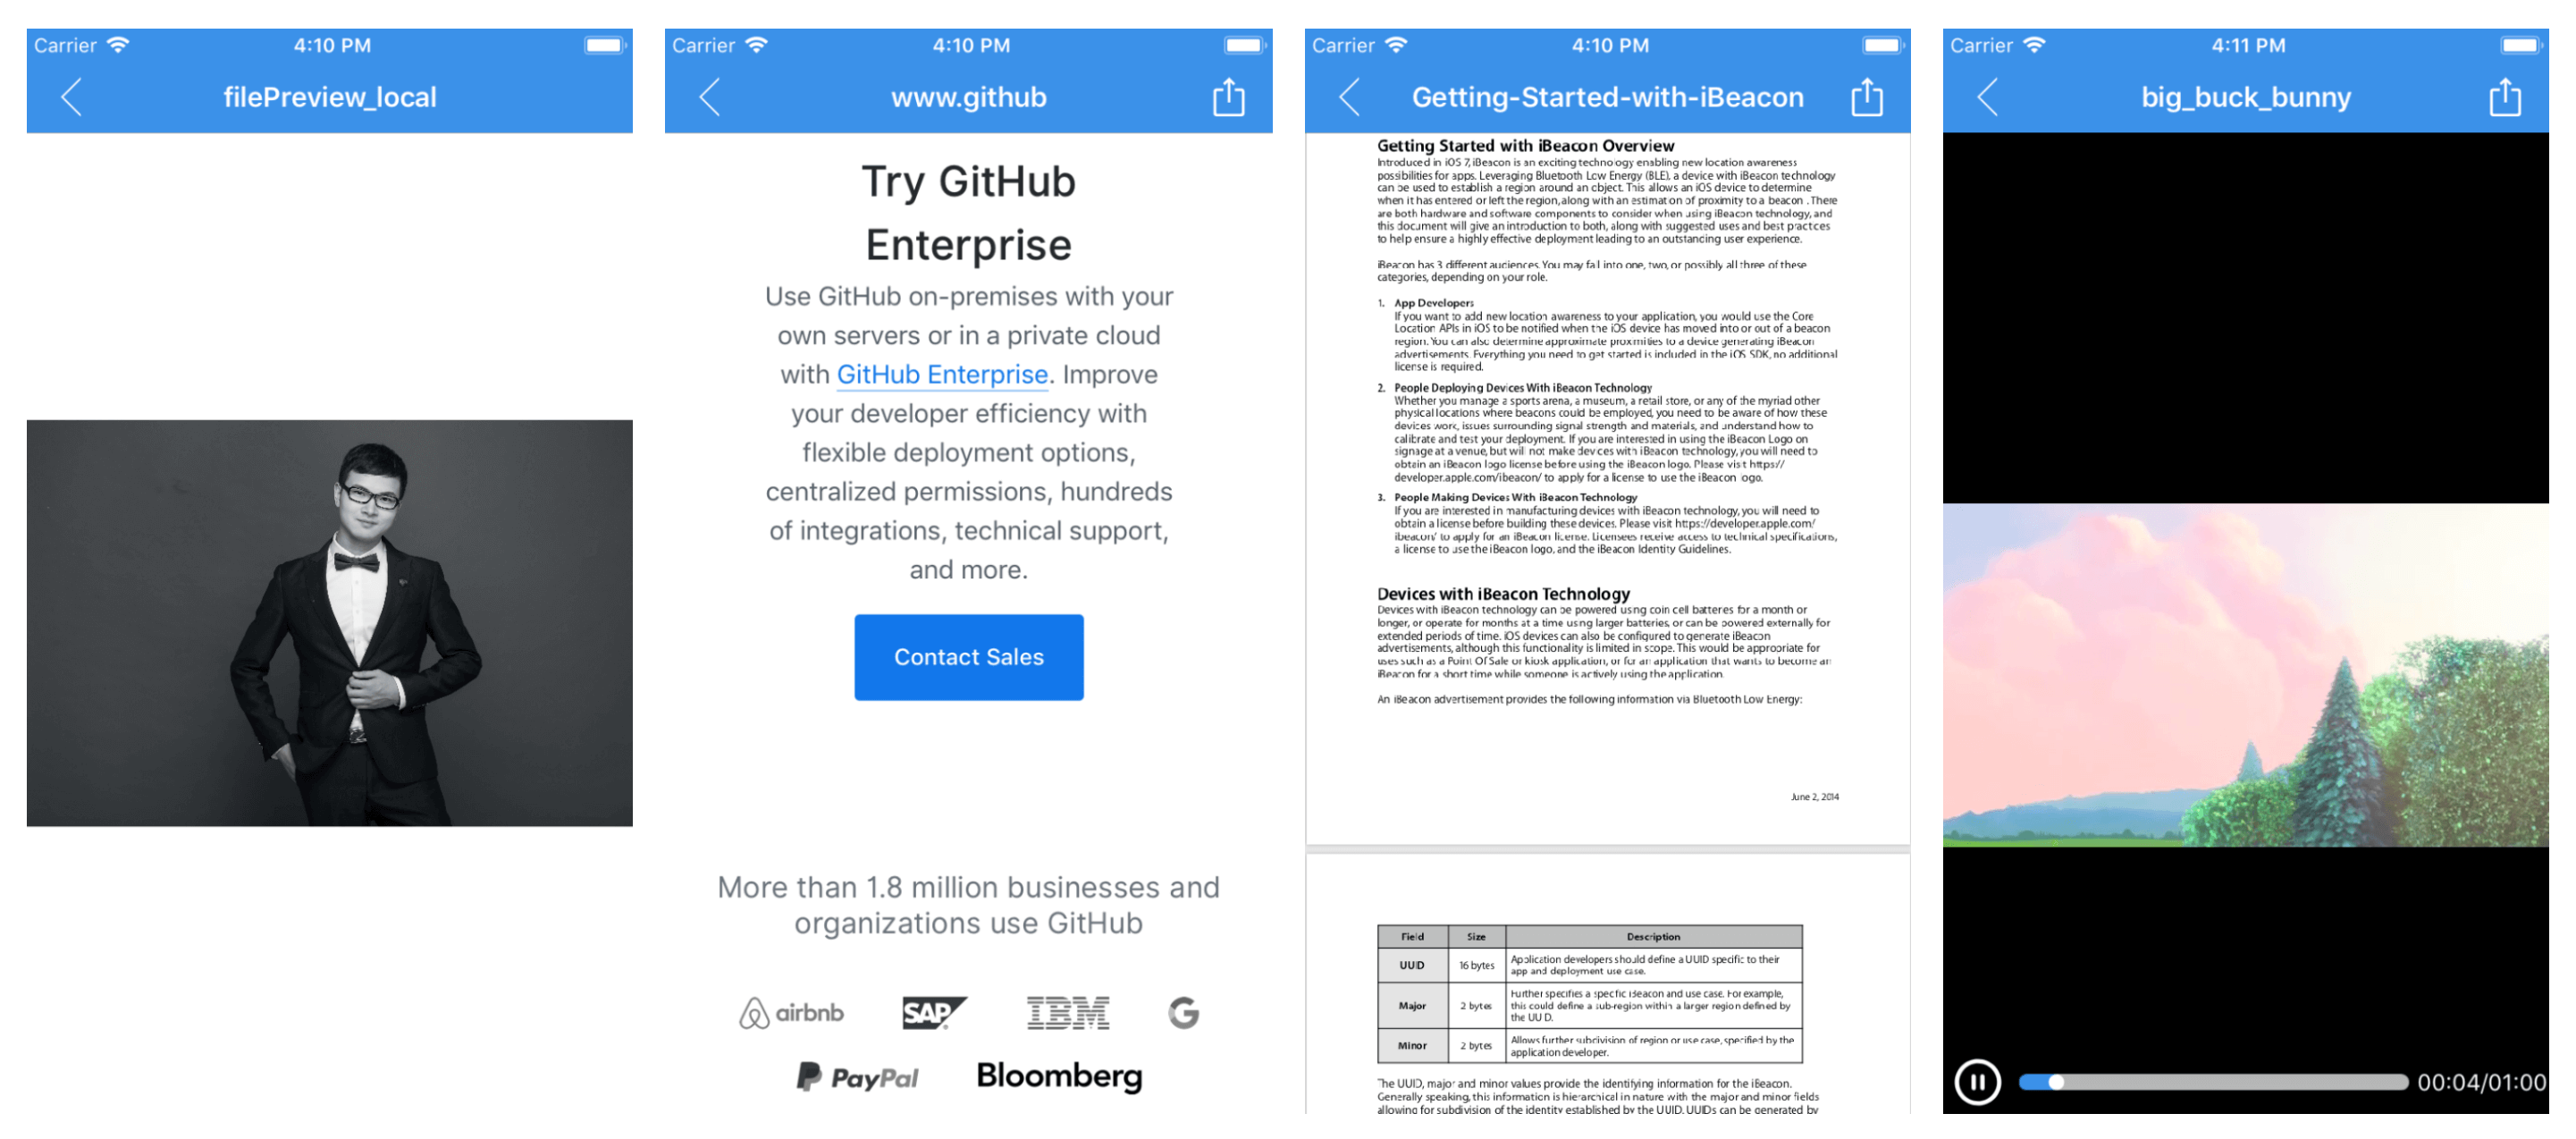 Carrier
4:10 PM
filePreview_local
Carrier
4:10 PM
www.github
Try GitHub
Enterprise
Use GitHub on-premises with your
own servers or in a private cloud
with GitHub Enterprise. Improve
your developer efficiency with
flexible deployment options,
centralized permissions, hundreds
of integrations, technical support,
and more.
Contact Sales
More than 1.8 million businesses and
organizations use GitHub
airbnb
SAP
IBM
G
PayPal
Bloomberg
Carrier
4:10 PM
Getting-Started-with-iBeacon
Getting Started with iBeacon Overview
Introduced in iOS 7, iBeacon is an exciting technology enabling new location awareness
possibilities for apps. Leveraging Bluetooth Low Energy (BLE), a device with iBeacon technology
can be used to establish a region around an object. This allows an iOS device to determine
when it has entered or left the region, along with an estimation of proximity to a beacon . There
are both hardware and software components to consider when using iBeacon technology, and
this document will give an introduction to both, along with suggested uses and best practices
to help ensure a highly effective deployment leading to an outstanding user experience.
iBeacon has 3 different audiences. You may fall into one, two, or possibly all three of these
categories, depending on your role.
1. App Developers
If you want to add new location awareness to your application, you would use the Core
Location APIs in iOS to be notified when the iOS device has moved into or out of a beacon
region. You can also determine approximate proximities to a device generating iBeacon
advertisements. Everything you need to get started is included in the iOS SDK, no additional
license is required.
2. People Deploying Devices With iBeacon Technology
Whether you manage a sports arena, a museum, a retail store, or any of the myriad other
physical locations where beacons could be employed, you need to be aware of how these
devices work, issues surrounding signal strength and materials, and understand how to
calibrate and test your deployment. If you are interested in using the iBeacon Logo on
signage at a venue, but will not make devices with iBeacon technology, you will need to
obtain an iBeacon logo license before using the iBeacon logo. Please visit https://
developer.apple.com/ibeacon/ to apply for a license to use the iBeacon logo.
3. People Making Devices With iBeacon Technology
If you are interested in manufacturing devices with iBeacon technology, you will need to
obtain a license before building these devices. Please visit https://developer.apple.com/
ibeacon/ to apply for an iBeacon license. Licensees receive access to technical specifications,
a license to use the iBeacon logo, and the iBeacon Identity Guidelines.
Devices with iBeacon Technology
Devices with iBeacon technology can be powered using coin cell batteries for a month or
longer, or operate for months at a time using larger batteries, or can be powered externally for
extended periods of time. iOS devices can also be configured to generate iBeacon
advertisements, although this functionality is limited in scope. This would be appropriate for
uses such as a Point Of Sale or kiosk application, or for an application that wants to become an
iBeacon for a short time while someone is actively using the application.
An iBeacon advertisement provides the following information via Bluetooth Low Energy:
June 2, 2014
Field Size Description
UUID 16 bytes Application developers should define a UUID specific to their
app and deployment use case.
Major 2 bytes Further specifies a specific iBeacon and use case. For example,
this could define a sub-region within a larger region defined by
the UUID.
Minor 2 bytes Allows further subdivision of region or use case, specified by the
application developer.
The UUID, major and minor values provide the identifying information for the iBeacon.
Generally speaking, this information is hierarchical in nature with the major and minor fields
allowing for subdivision of the identity established by the UUID. UUIDs can be generated by
Carrier
4:11 PM
big_buck_bunny
00:04/01:00